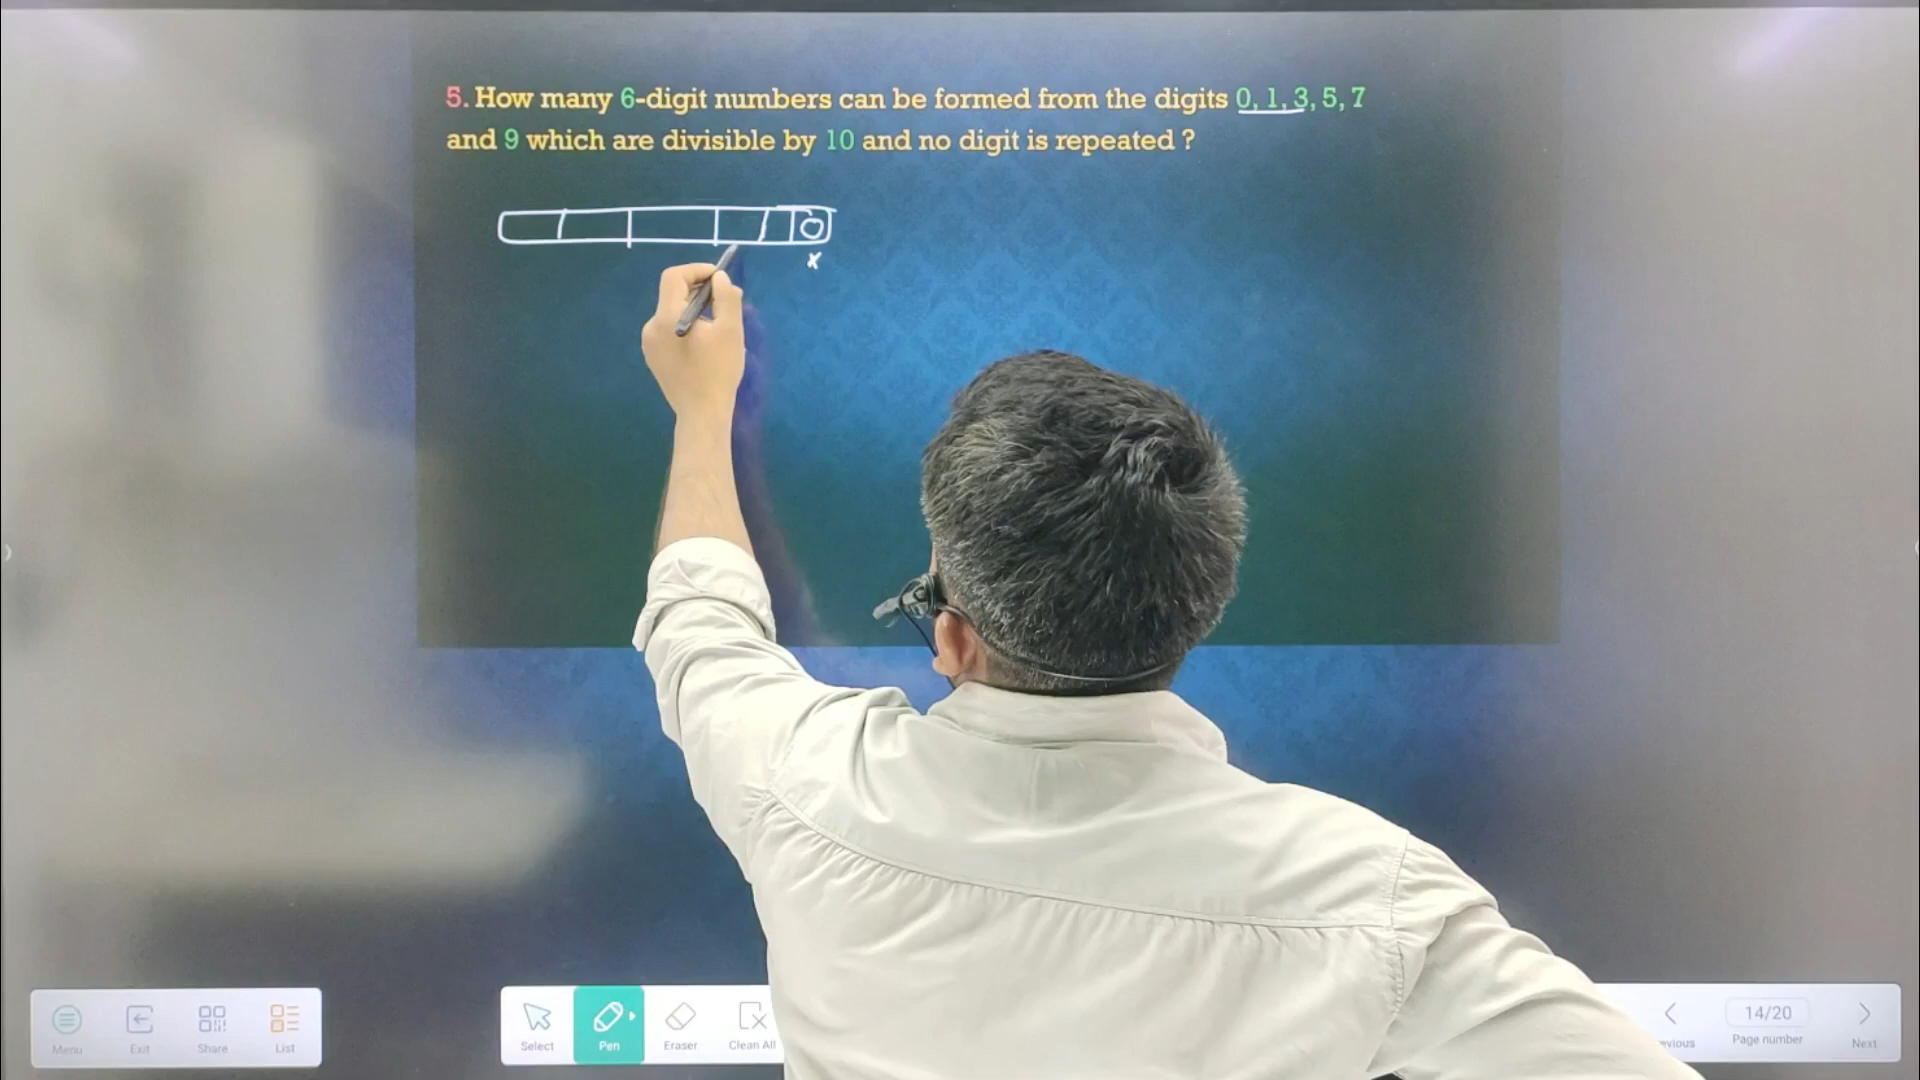 5. How many 6-digit numbers can be formed from the digits 0, 1, 3, 5, 7
and 9 which are divisible by 10 and no digit is repeated ?
0
x
Menu Exit Share List
Select Pen Eraser Clean All
14/20
Page number Next